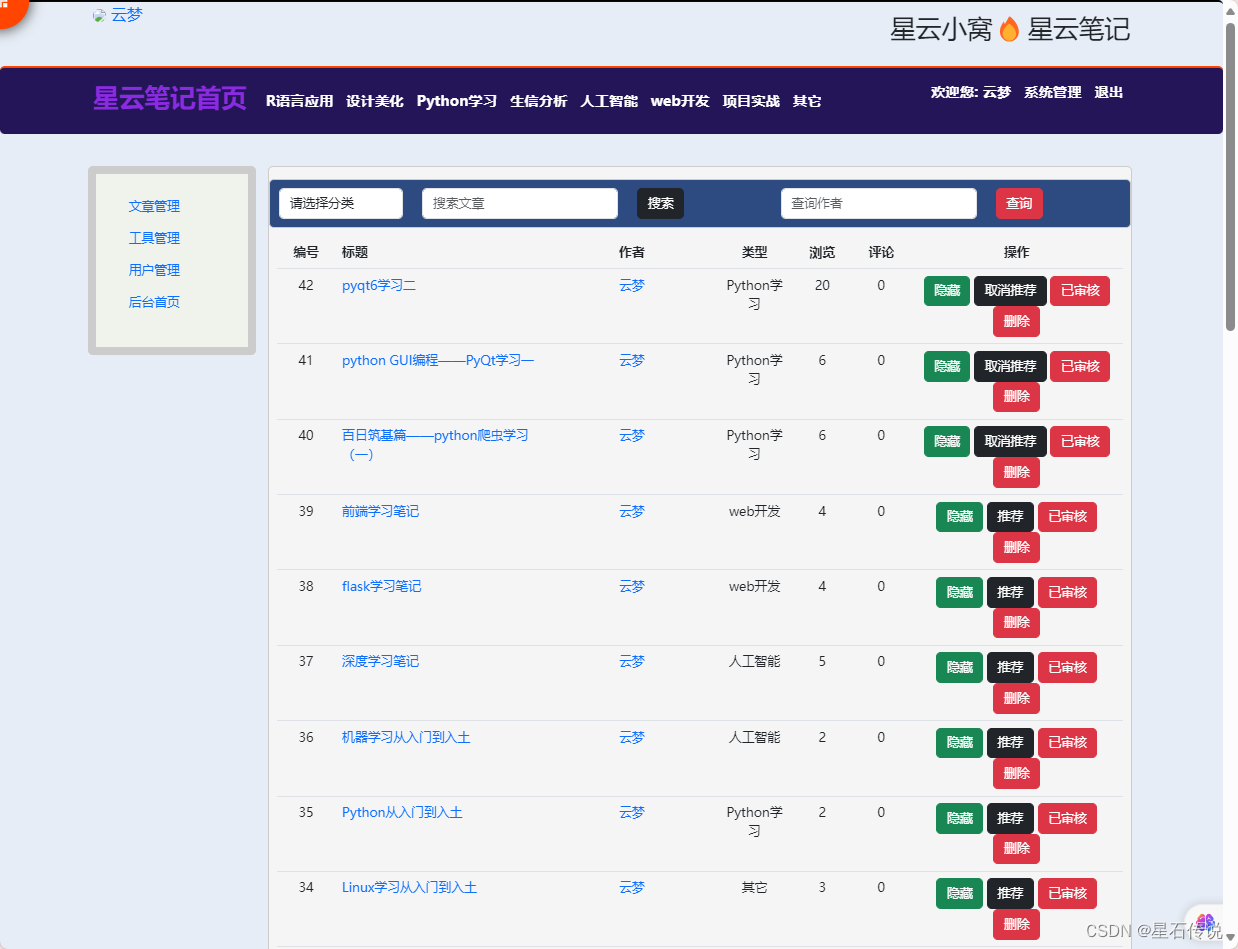 云梦
星云小窝🔥星云笔记
星云笔记首页 R语言应用 设计美化 Python学习 生信分析 人工智能 web开发 项目实战 其它 欢迎您: 云梦 系统管理 退出
文章管理
工具管理
用户管理
后台首页
请选择分类 搜索文章 搜索 查询作者 查询
编号 标题 作者 类型 浏览 评论 操作
42 pyqt6学习二 云梦 Python学 20 0 隐藏 取消推荐 已审核
习 删除
41 python GUI编程——PyQt学习一 云梦 Python学 6 0 隐藏 取消推荐 已审核
习 删除
40 百日筑基篇——python爬虫学习 云梦 Python学 6 0 隐藏 取消推荐 已审核
（一） 习 删除
39 前端学习笔记 云梦 web开发 4 0 隐藏 推荐 已审核
删除
38 flask学习笔记 云梦 web开发 4 0 隐藏 推荐 已审核
删除
37 深度学习笔记 云梦 人工智能 5 0 隐藏 推荐 已审核
删除
36 机器学习从入门到入土 云梦 人工智能 2 0 隐藏 推荐 已审核
删除
35 Python从入门到入土 云梦 Python学 2 0 隐藏 推荐 已审核
习 删除
34 Linux学习从入门到入土 云梦 其它 3 0 隐藏 推荐 已审核
删除
CSDN @星石传说